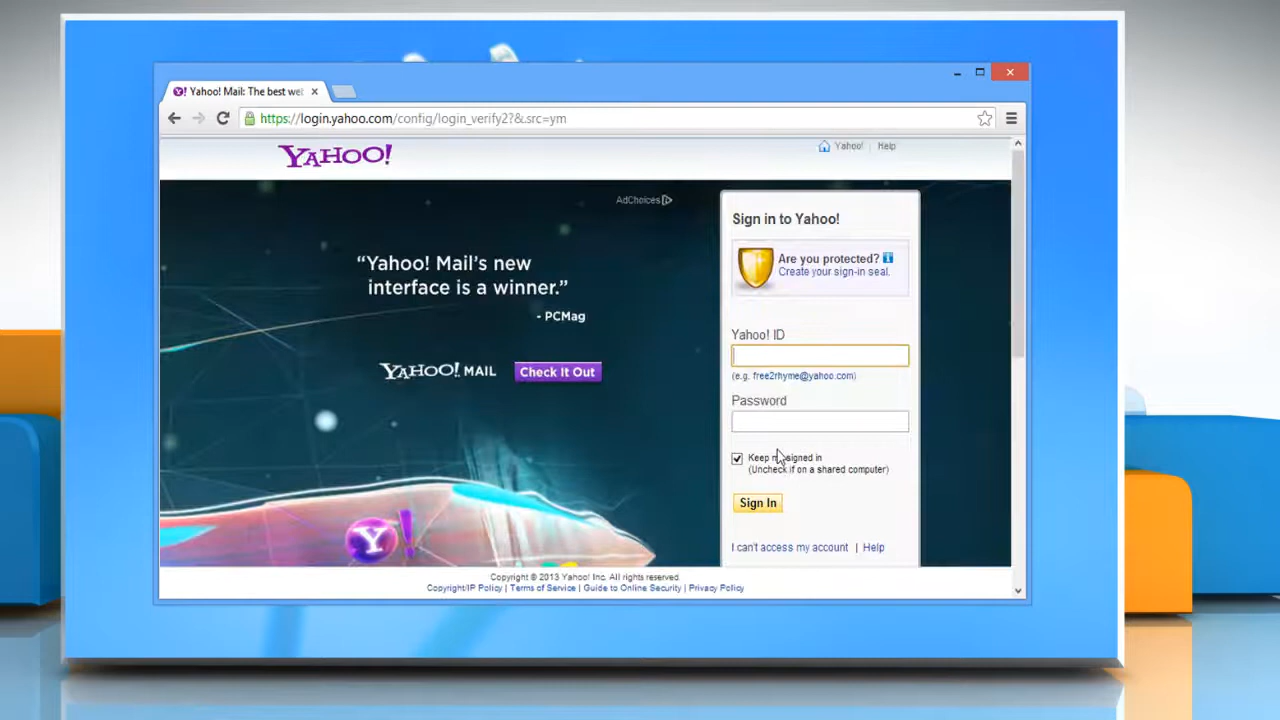 Yahoo! Mail: The best we
https://login.yahoo.com/config/login_verify2?&.src=ym
YAHOO!
Yahoo! | Help
AdChoices
“Yahoo! Mail's new
interface is a winner.”
- PCMag
YAHOO! MAIL Check It Out
Y!
Sign in to Yahoo!
Are you protected?
Create your sign-in seal.
Yahoo! ID
(e.g. free2rhyme@yahoo.com)
Password
Keep m signed in
(Uncheck if on a shared computer)
Sign In
I can't access my account | Help
Copyright © 2013 Yahoo! Inc. All rights reserved.
Copyright/IP Policy | Terms of Service | Guide to Online Security | Privacy Policy